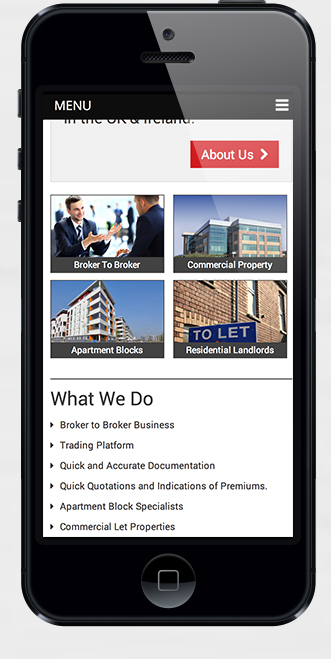 MENU
in the UK & Ireland.
About Us
Broker To Broker
Commercial Property
TO LET
Apartment Blocks
Residential Landlords
What We Do
Broker to Broker Business
Trading Platform
Quick and Accurate Documentation
Quick Quotations and Indications of Premiums.
Apartment Block Specialists
Commercial Let Properties